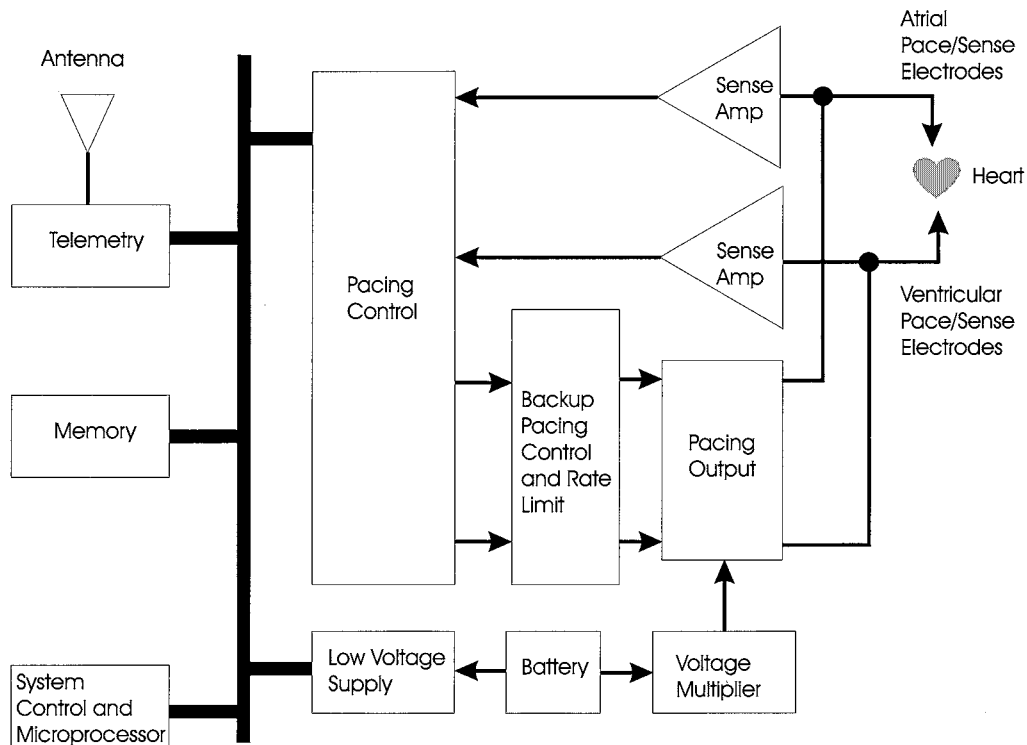 Antenna
Telemetry
Memory
System
Control and
Microprocessor
Pacing
Control
Low Voltage
Supply
Battery
Voltage
Multiplier
Backup
Pacing
Control
and Rate
Limit
Pacing
Output
Sense
Amp
Sense
Amp
Atrial
Pace/Sense
Electrodes
Heart
Ventricular
Pace/Sense
Electrodes